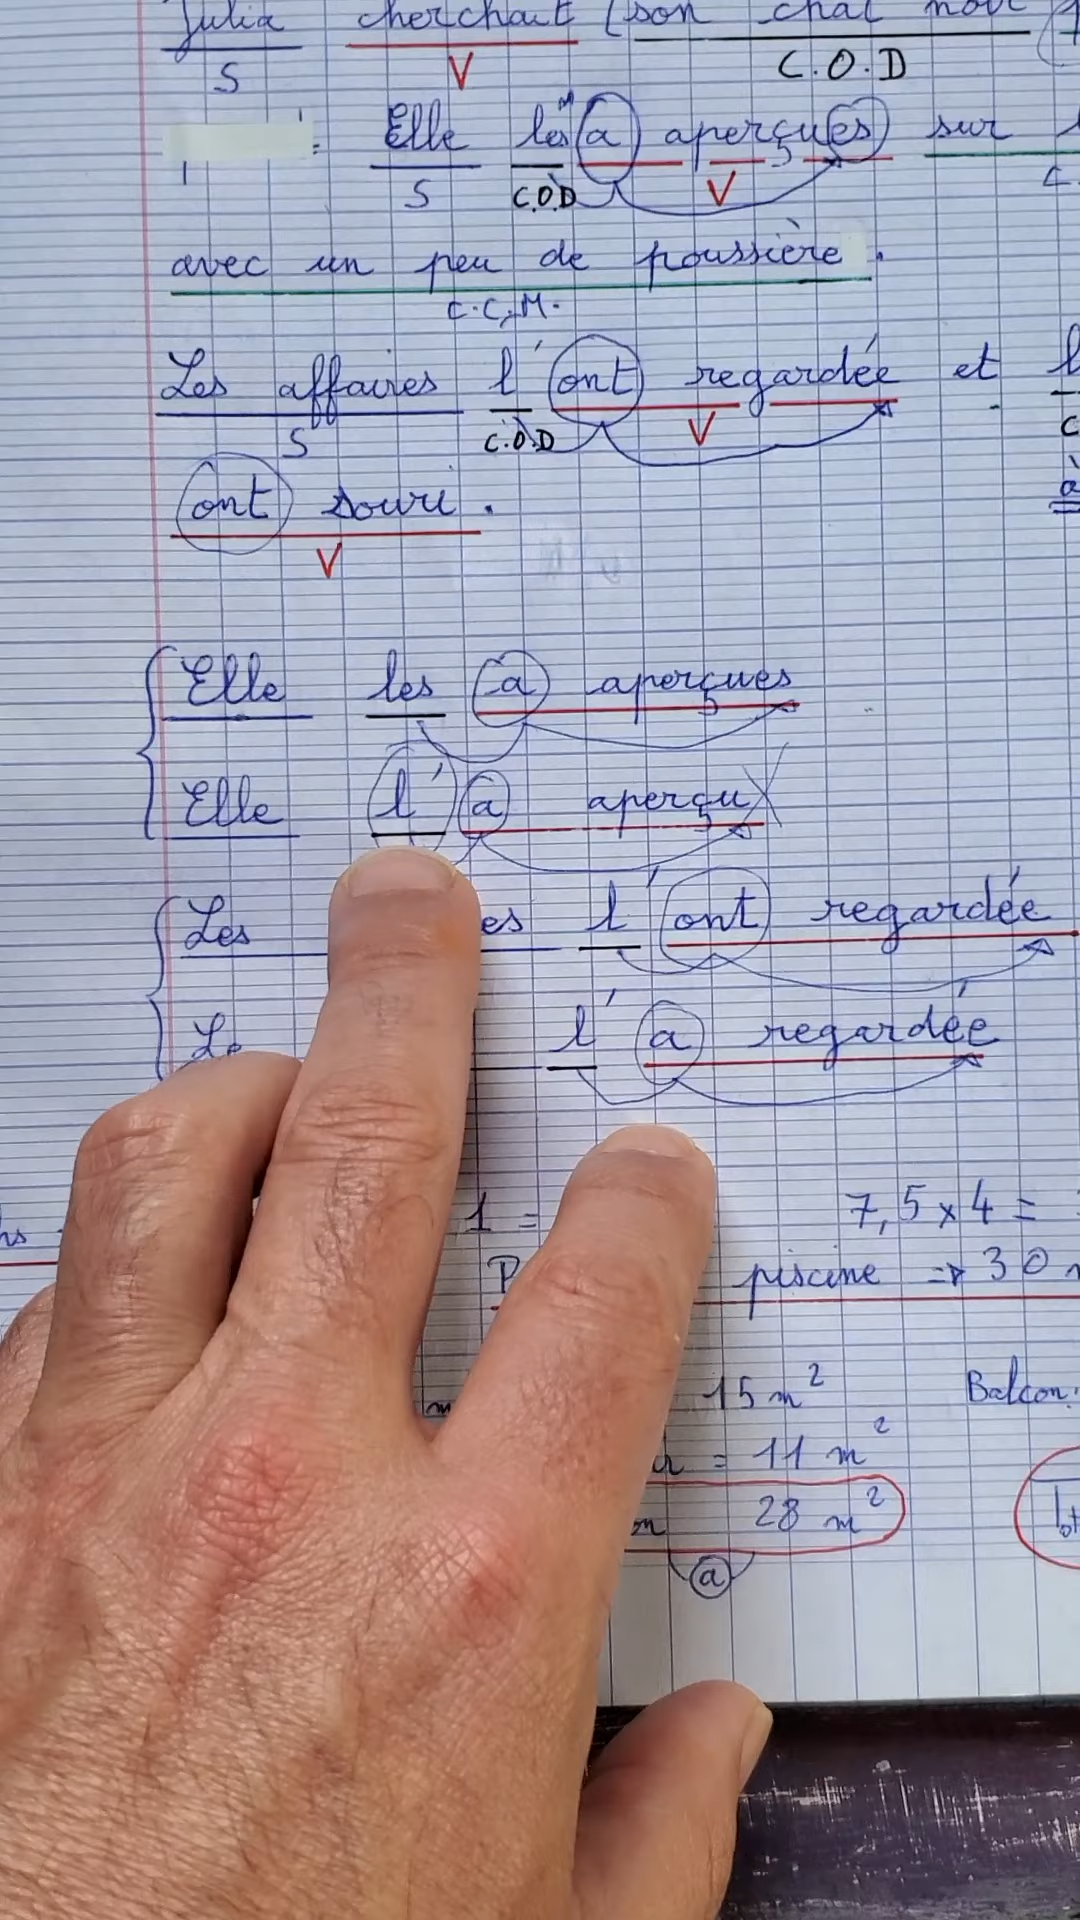 Julia cherchait (son chat noir
S V C.O.D
Elle les a aperçues sur
S C.O.D V
avec un peu de poussière.
C.C.M.
Les affaires l'ont regardée et
S C.O.D V
ont souri.
V
Elle les a aperçues
Elle l'a aperçu
Les es l'ont regardée
Le l'a regardée
1 = 7,5 x 4 =
piscine => 30
15 m² Balcon:
= 11 m²
28 m²
a